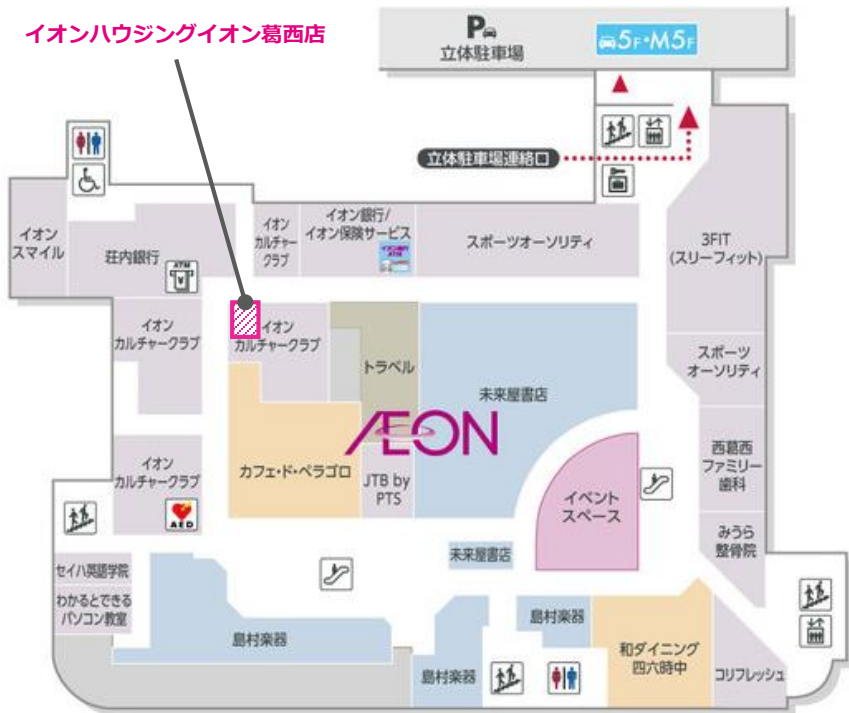 イオンハウジングイオン葛西店
P
立体駐車場
5F・M5F
立体駐車場連絡口
イオン
スマイル
荘内銀行
ATM
イオン
カルチャー
クラブ
イオン銀行/
イオン保険サービス
イオン銀行
ATM
スポーツオーソリティ
3FIT
(スリーフィット)
イオン
カルチャークラブ
イオン
カルチャークラブ
トラベル
未来屋書店
スポーツ
オーソリティ
AEON
イオン
カルチャークラブ
AED
カフェ・ド・ペラゴロ
JTB by
PTS
イベント
スペース
西葛西
ファミリー
歯科
みうら
整骨院
セイハ英語学院
わかるとできる
パソコン教室
未来屋書店
島村楽器
島村楽器
島村楽器
和ダイニング
四六時中
コリフレッシュ